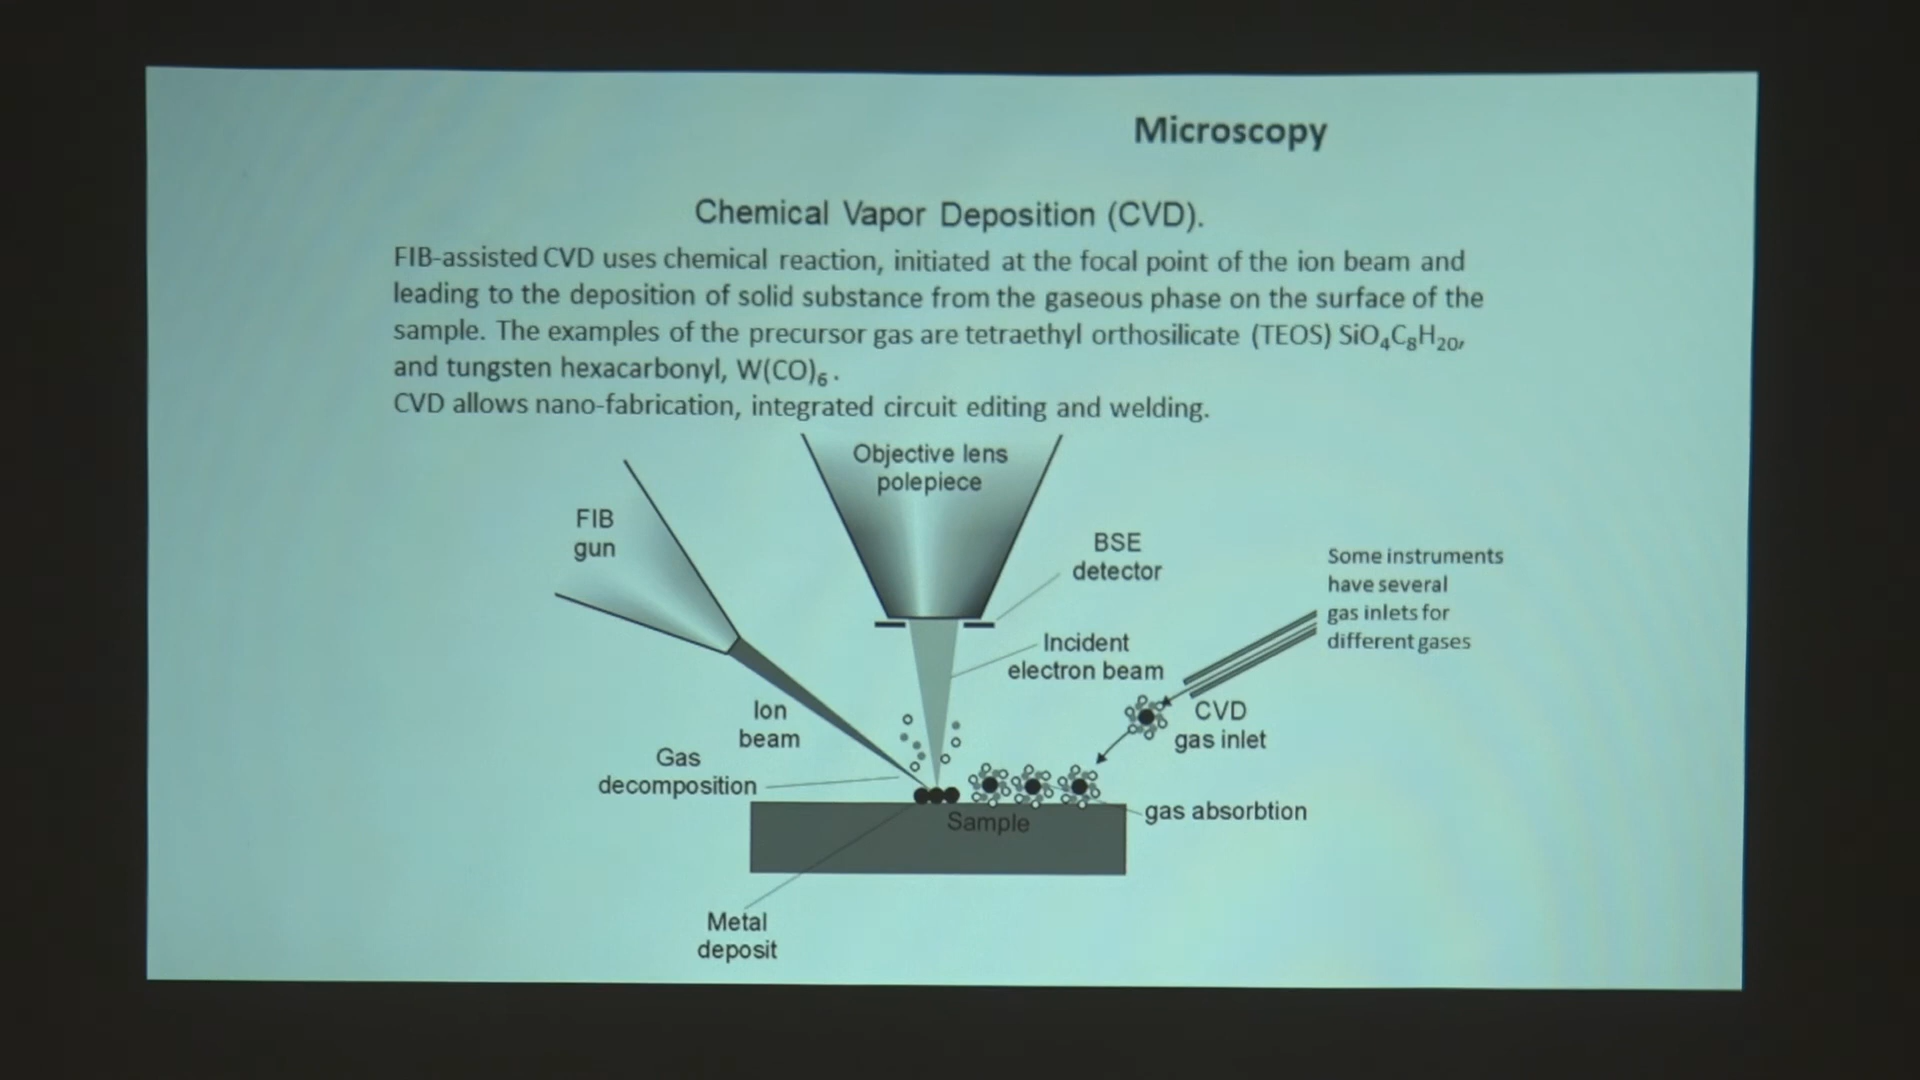 Microscopy
Chemical Vapor Deposition (CVD).
FIB-assisted CVD uses chemical reaction, initiated at the focal point of the ion beam and
leading to the deposition of solid substance from the gaseous phase on the surface of the
sample. The examples of the precursor gas are tetraethyl orthosilicate (TEOS) SiO₄C₈H₂₀,
and tungsten hexacarbonyl, W(CO)₆.
CVD allows nano-fabrication, integrated circuit editing and welding.
Objective lens
polepiece
FIB
gun
BSE
detector
Some instruments
have several
gas inlets for
different gases
Incident
electron beam
Ion
beam
CVD
gas inlet
Gas
decomposition
gas absorbtion
Sample
Metal
deposit